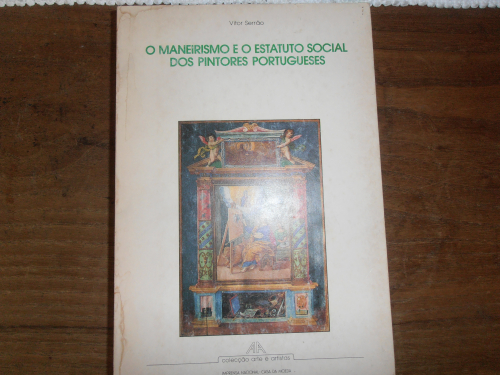 Vítor Serrão
O MANEIRISMO E O ESTATUTO SOCIAL
DOS PINTORES PORTUGUESES
colecção arte e artistas
IMPRENSA NACIONAL-CASA DA MOEDA